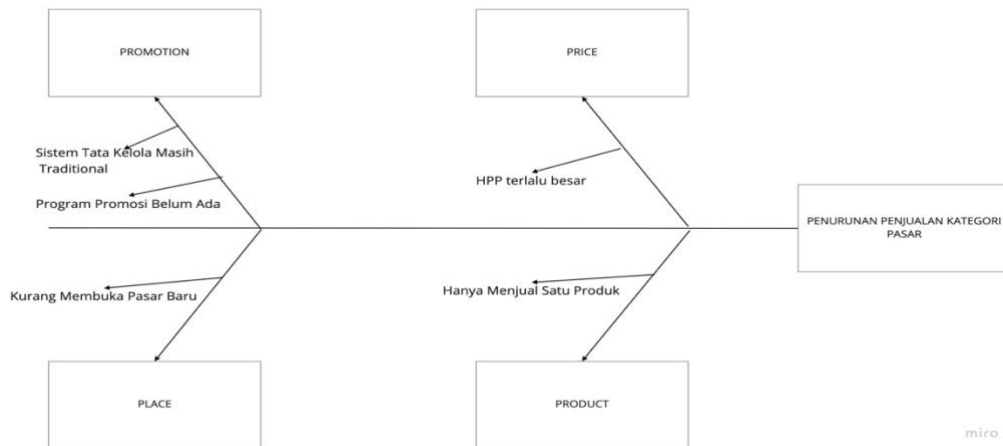 PROMOTION
PRICE
Sistem Tata Kelola Masih
Traditional
HPP terlalu besar
Program Promosi Belum Ada
PENURUNAN PENJUALAN KATEGORI
PASAR
Kurang Membuka Pasar Baru
Hanya Menjual Satu Produk
PLACE
PRODUCT
miro